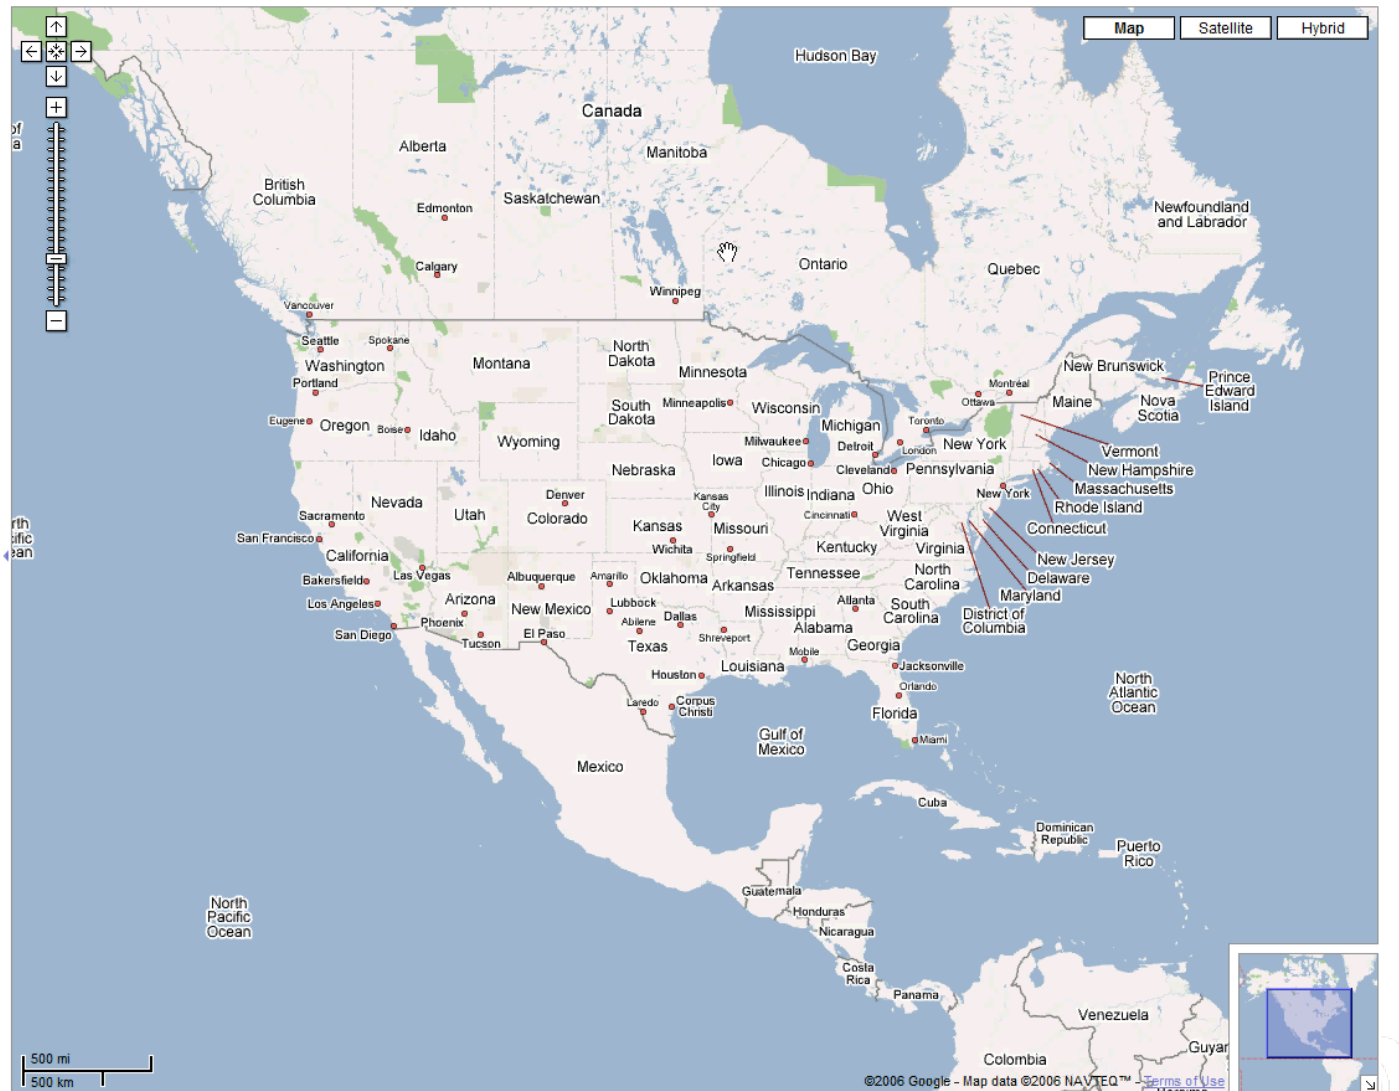 Map
Satellite
Hybrid
Hudson Bay
Canada
Alberta
Manitoba
British
Columbia
Saskatchewan
Edmonton
Newfoundland
and Labrador
Calgary
Ontario
Quebec
Winnipeg
Vancouver
Seattle
Spokane
Washington
Montana
North
Dakota
Minnesota
New Brunswick
Prince
Edward
Island
Portland
Montréal
Ottawa
Maine
Nova
Scotia
Eugene
Oregon
Boise
Idaho
South
Dakota
Minneapolis
Wisconsin
Michigan
Toronto
Wyoming
Milwaukee
Detroit
London
New York
Vermont
Nebraska
Iowa
Chicago
Cleveland
Pennsylvania
New Hampshire
Massachusetts
Nevada
Utah
Denver
Colorado
Kansas
City
Illinois
Indiana
Ohio
New York
Rhode Island
Connecticut
Sacramento
San Francisco
California
Kansas
Wichita
Missouri
Springfield
Cincinnati
West
Virginia
Kentucky
Virginia
New Jersey
Delaware
Maryland
Bakersfield
Las Vegas
Albuquerque
Amarillo
Oklahoma
Arkansas
Tennessee
North
Carolina
Los Angeles
Arizona
New Mexico
Lubbock
Abilene
Dallas
Mississippi
Atlanta
South
Carolina
District of
Columbia
San Diego
Phoenix
Tucson
El Paso
Texas
Shreveport
Alabama
Georgia
Houston
Louisiana
Mobile
Jacksonville
Orlando
Laredo
Corpus
Christi
Florida
Miami
North
Atlantic
Ocean
Gulf of
Mexico
Mexico
Cuba
Dominican
Republic
Puerto
Rico
Guatemala
Honduras
Nicaragua
North
Pacific
Ocean
Costa
Rica
Panama
Venezuela
Guyar
Colombia
500 mi
500 km
©2006 Google - Map data ©2006 NAVTEQ™ - Terms of Use